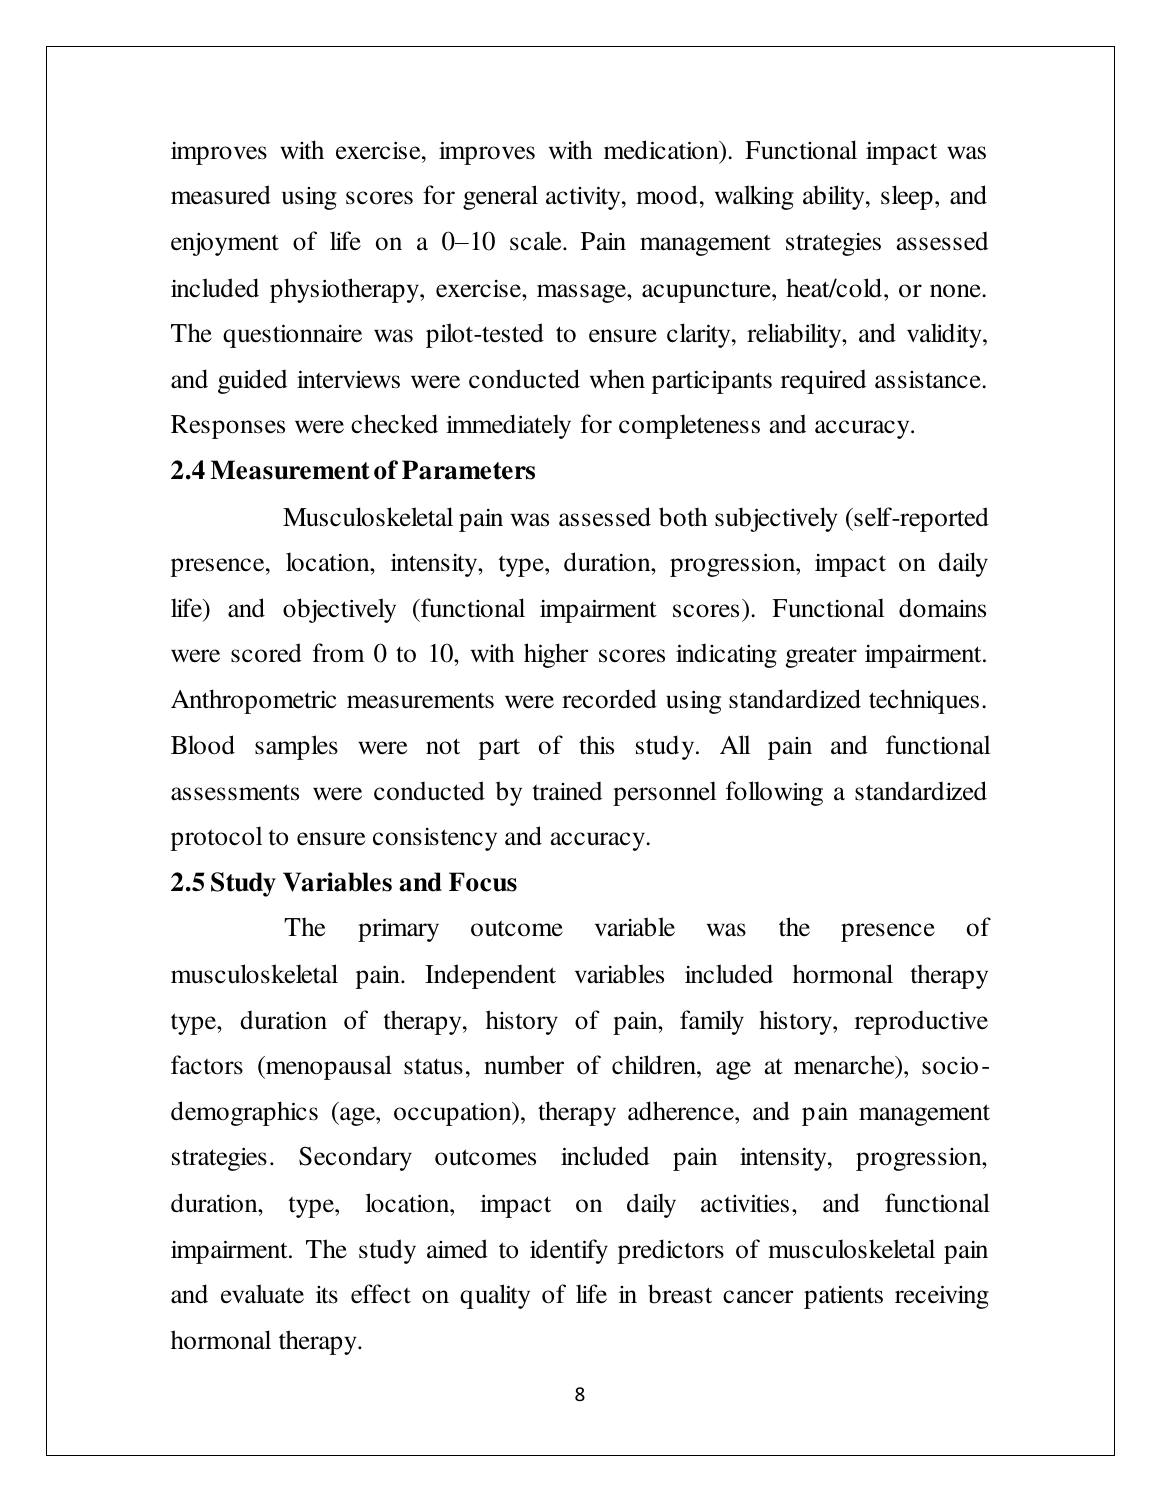 improves with exercise, improves with medication). Functional impact was
measured using scores for general activity, mood, walking ability, sleep, and
enjoyment of life on a 0–10 scale. Pain management strategies assessed
included physiotherapy, exercise, massage, acupuncture, heat/cold, or none.
The questionnaire was pilot-tested to ensure clarity, reliability, and validity,
and guided interviews were conducted when participants required assistance.
Responses were checked immediately for completeness and accuracy.
2.4 Measurement of Parameters
Musculoskeletal pain was assessed both subjectively (self-reported
presence, location, intensity, type, duration, progression, impact on daily
life) and objectively (functional impairment scores). Functional domains
were scored from 0 to 10, with higher scores indicating greater impairment.
Anthropometric measurements were recorded using standardized techniques.
Blood samples were not part of this study. All pain and functional
assessments were conducted by trained personnel following a standardized
protocol to ensure consistency and accuracy.
2.5 Study Variables and Focus
The primary outcome variable was the presence of
musculoskeletal pain. Independent variables included hormonal therapy
type, duration of therapy, history of pain, family history, reproductive
factors (menopausal status, number of children, age at menarche), socio-
demographics (age, occupation), therapy adherence, and pain management
strategies. Secondary outcomes included pain intensity, progression,
duration, type, location, impact on daily activities, and functional
impairment. The study aimed to identify predictors of musculoskeletal pain
and evaluate its effect on quality of life in breast cancer patients receiving
hormonal therapy.
8